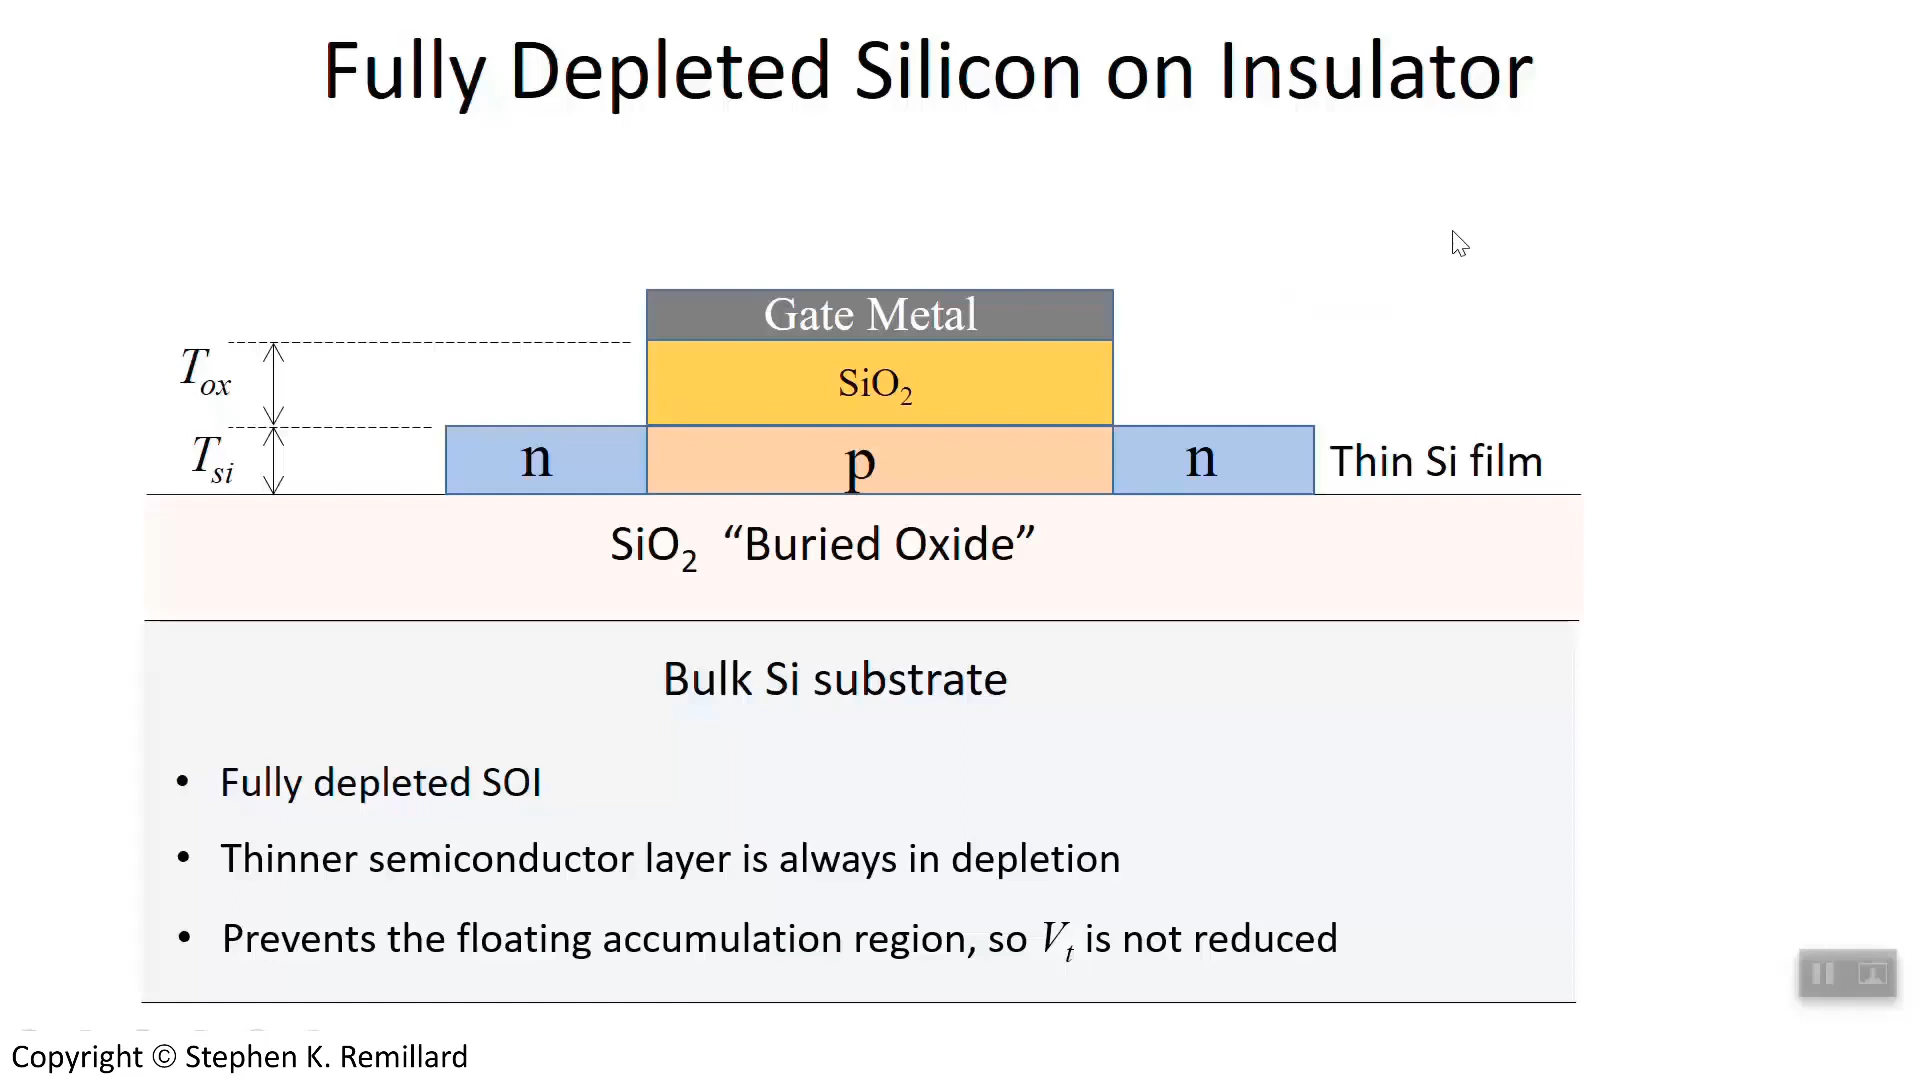 Fully Depleted Silicon on Insulator
Gate Metal
Tox
SiO2
Tsi
n p n Thin Si film
SiO2 “Buried Oxide”
Bulk Si substrate
• Fully depleted SOI
• Thinner semiconductor layer is always in depletion
• Prevents the floating accumulation region, so Vt is not reduced
Copyright © Stephen K. Remillard